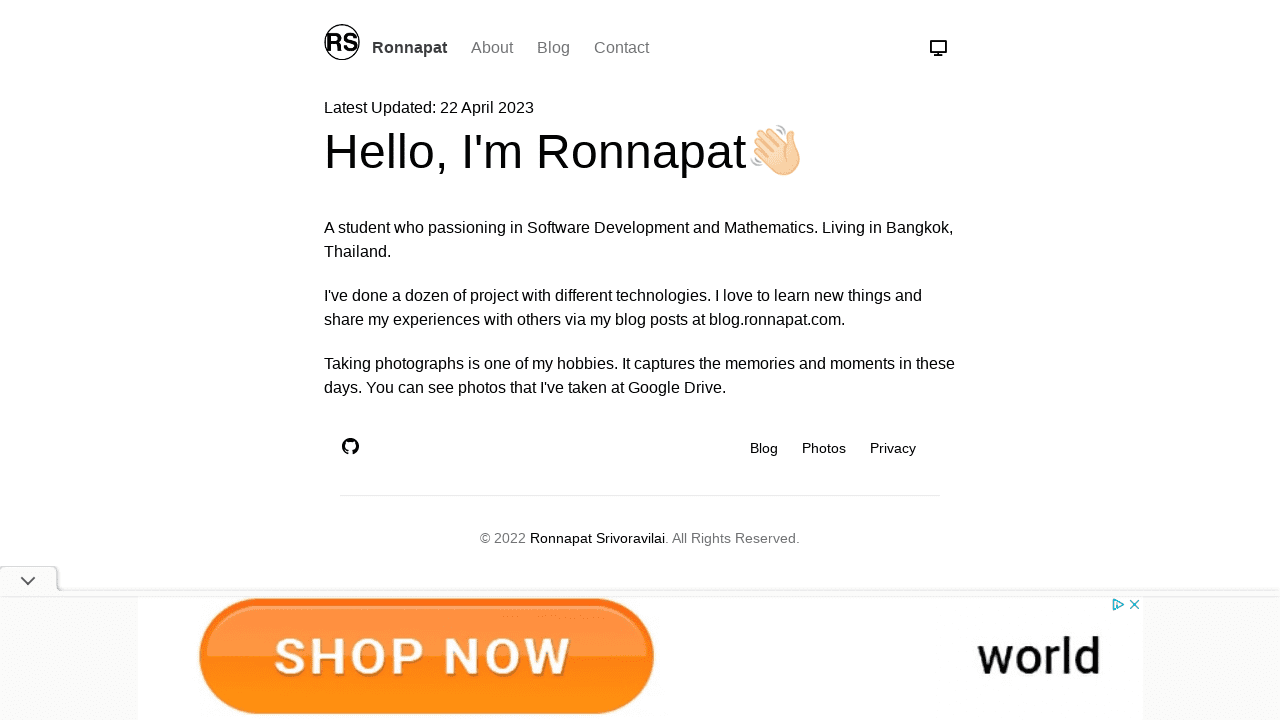 RS Ronnapat About Blog Contact
Latest Updated: 22 April 2023
Hello, I'm Ronnapat👋🏻
A student who passioning in Software Development and Mathematics. Living in Bangkok,
Thailand.
I've done a dozen of project with different technologies. I love to learn new things and
share my experiences with others via my blog posts at blog.ronnapat.com.
Taking photographs is one of my hobbies. It captures the memories and moments in these
days. You can see photos that I've taken at Google Drive.
Blog Photos Privacy
© 2022 Ronnapat Srivoravilai. All Rights Reserved.
SHOP NOW world